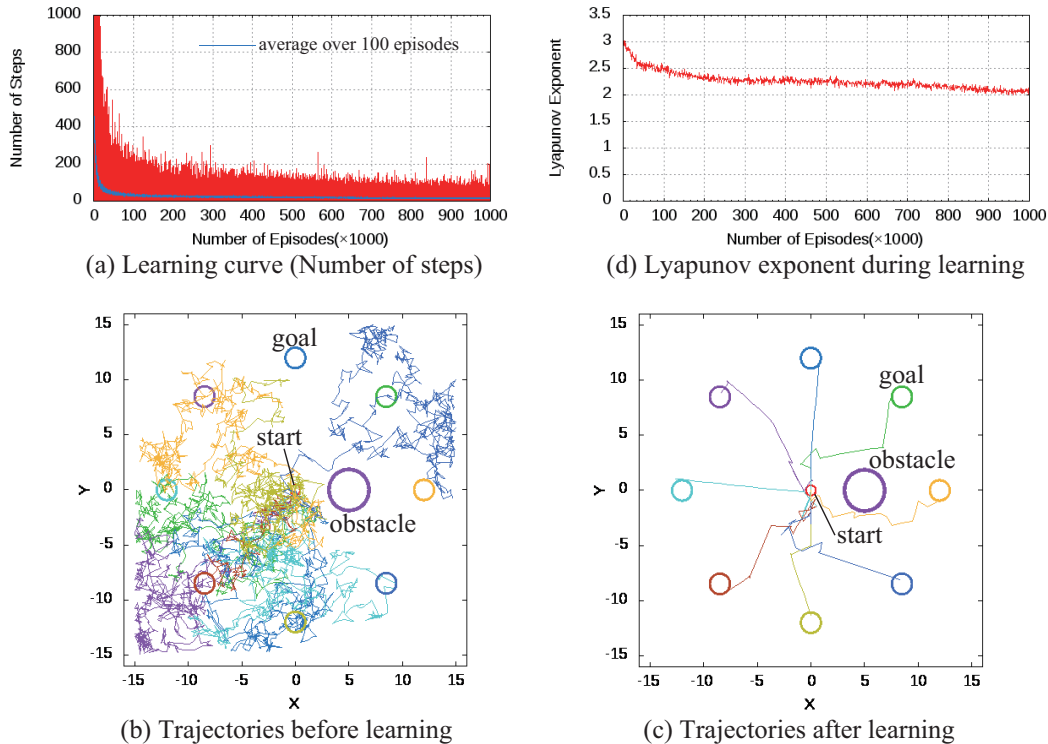 1000
800
600
400
200
0
Number of Steps
average over 100 episodes
0 100 200 300 400 500 600 700 800 900 1000
Number of Episodes(×1000)
(a) Learning curve (Number of steps)
3.5
3
2.5
2
1.5
1
0.5
0
Lyapunov Exponent
0 100 200 300 400 500 600 700 800 900 1000
Number of Episodes(×1000)
(d) Lyapunov exponent during learning
15
10
5
0
-5
-10
-15
Y
goal
start
obstacle
-15 -10 -5 0 5 10 15
X
(b) Trajectories before learning
15
10
5
0
-5
-10
-15
Y
goal
obstacle
start
-15 -10 -5 0 5 10 15
X
(c) Trajectories after learning